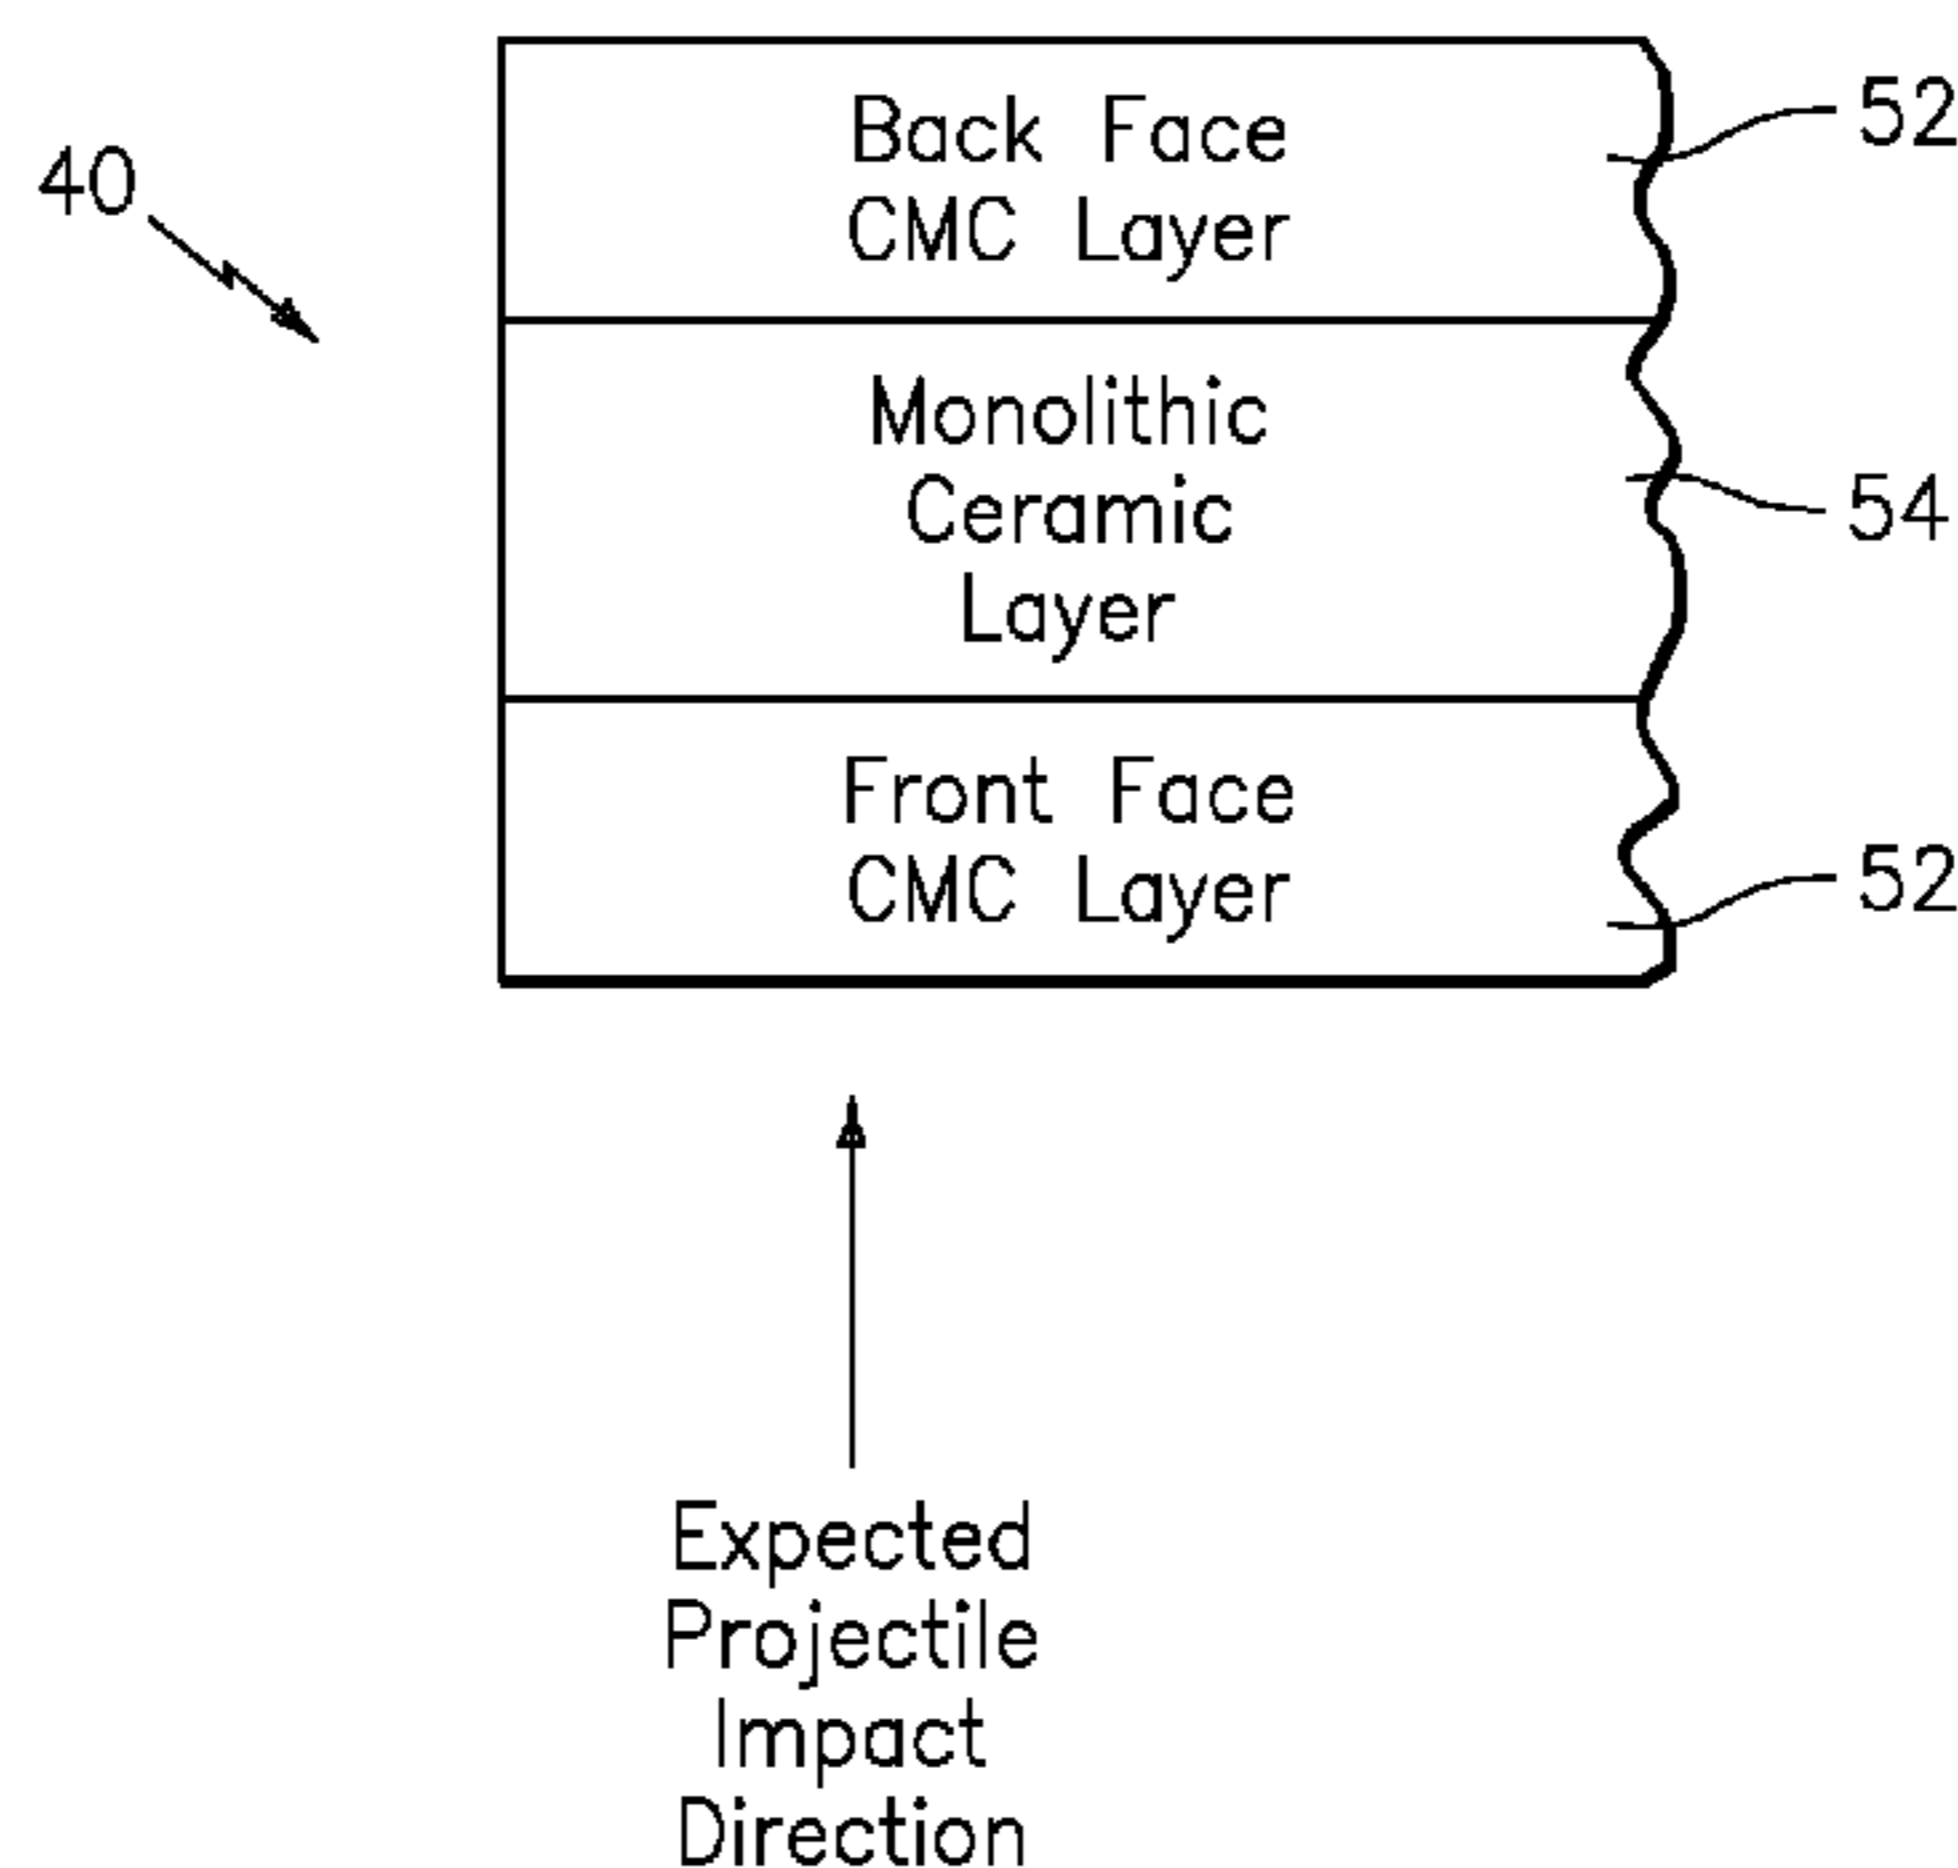 40
Back Face
CMC Layer
52
Monolithic
Ceramic
Layer
54
Front Face
CMC Layer
52
Expected
Projectile
Impact
Direction